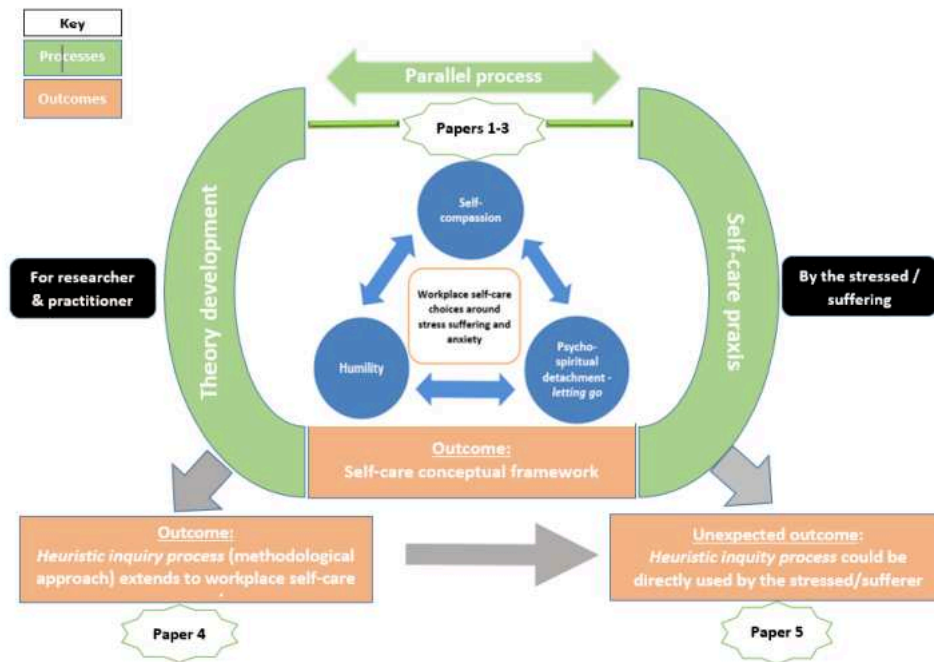 Key
Processes
Outcomes
Parallel process
Papers 1-3
Theory development
Self-care praxis
For researcher
& practitioner
By the stressed /
suffering
Self-
compassion
Workplace self-care
choices around
stress suffering and
anxiety
Humility
Psycho-
spiritual
detachment -
letting go
Outcome:
Self-care conceptual framework
Outcome:
Heuristic inquiry process (methodological
approach) extends to workplace self-care
Unexpected outcome:
Heuristic inquity process could be
directly used by the stressed/sufferer
Paper 4
Paper 5